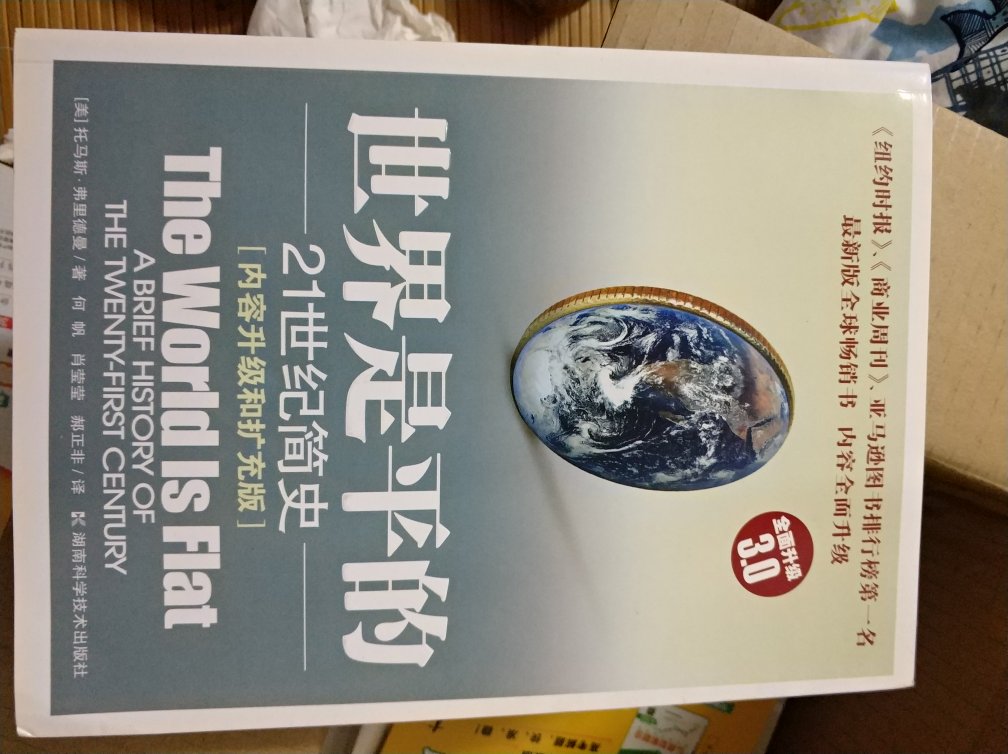 《纽约时报》、《商业周刊》亚马逊图书排行榜第一名
最新版全球畅销书 内容全面升级
全面升级
3.0
世界是平的
21世纪简史
[内容升级和扩充版]
The World Is Flat
A BRIEF HISTORY OF
THE TWENTY-FIRST CENTURY
[美]托马斯·弗里德曼/著 何 帆 肖莹莹 郝正非/译 湖南科学技术出版社